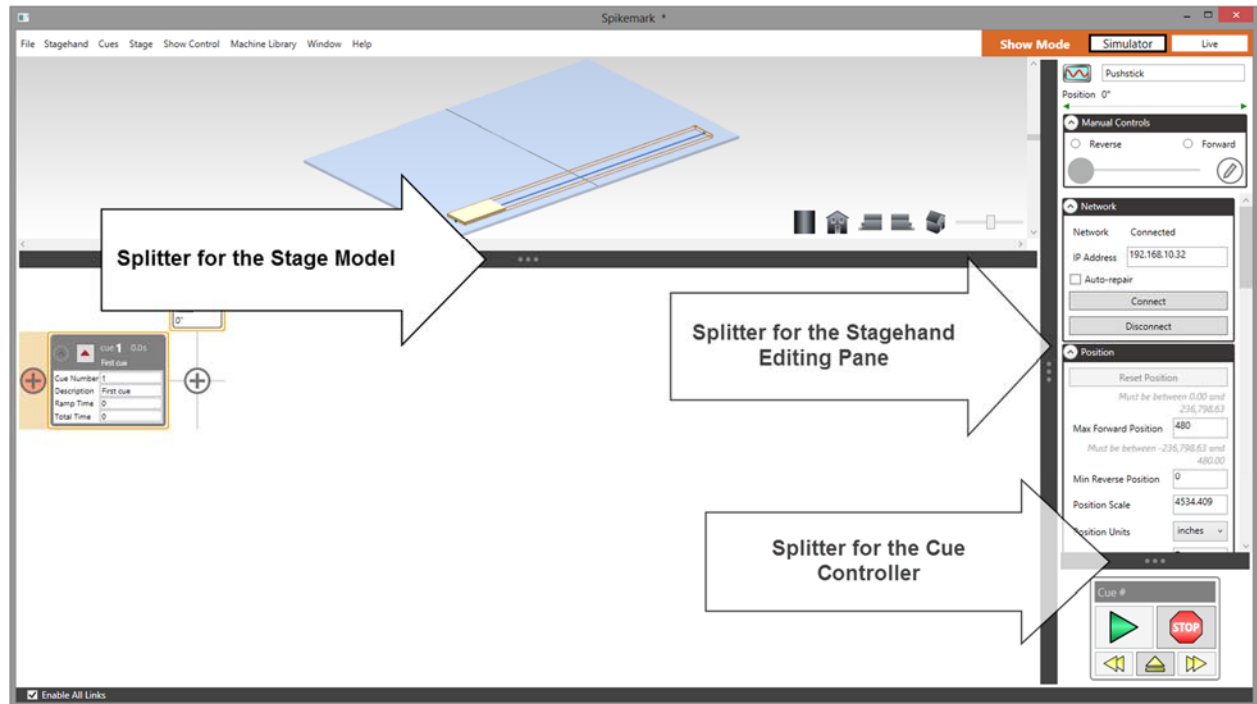 Spikemark *
File Stagehand Cues Stage Show Control Machine Library Window Help
Show Mode Simulator Live
Pushstick
Position 0"
Manual Controls
Reverse Forward
Network
Network Connected
IP Address 192.168.10.32
Auto-repair
Connect
Disconnect
Position
Reset Position
Must be between 0.00 and
236,798.63
Max Forward Position 480
Must be between -236,798.63 and
480.00
Min Reverse Position 0
Position Scale 4534.409
Position Units inches
Splitter for the Stage Model
Splitter for the Stagehand
Editing Pane
Splitter for the Cue
Controller
0"
cue 1 0.0s
First cue
Cue Number 1
Description First cue
Ramp Time 0
Total Time 0
Cue #
STOP
Enable All Links